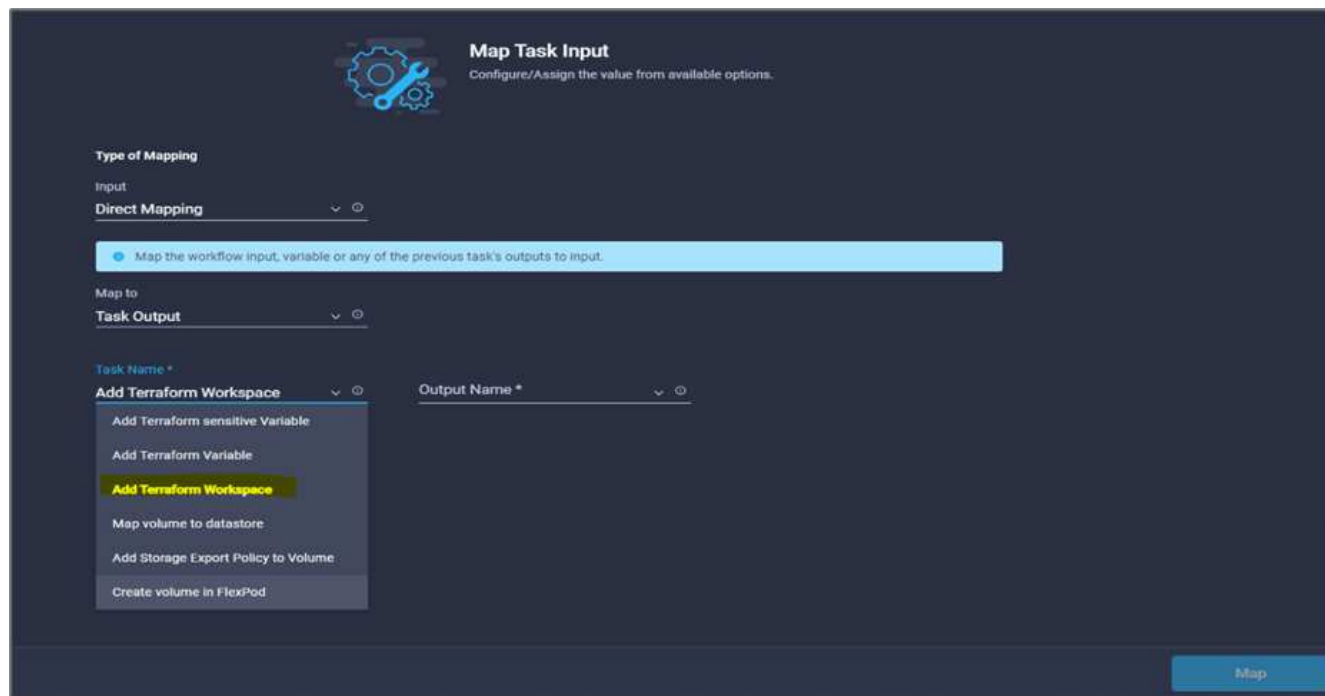 Map Task Input
Configure/Assign the value from available options.
Type of Mapping
Input
Direct Mapping
Map the workflow input, variable or any of the previous task's outputs to input.
Map to
Task Output
Task Name *
Add Terraform Workspace
Output Name *
Add Terraform sensitive Variable
Add Terraform Variable
Add Terraform Workspace
Map volume to datastore
Add Storage Export Policy to Volume
Create volume in FlexPod
Map